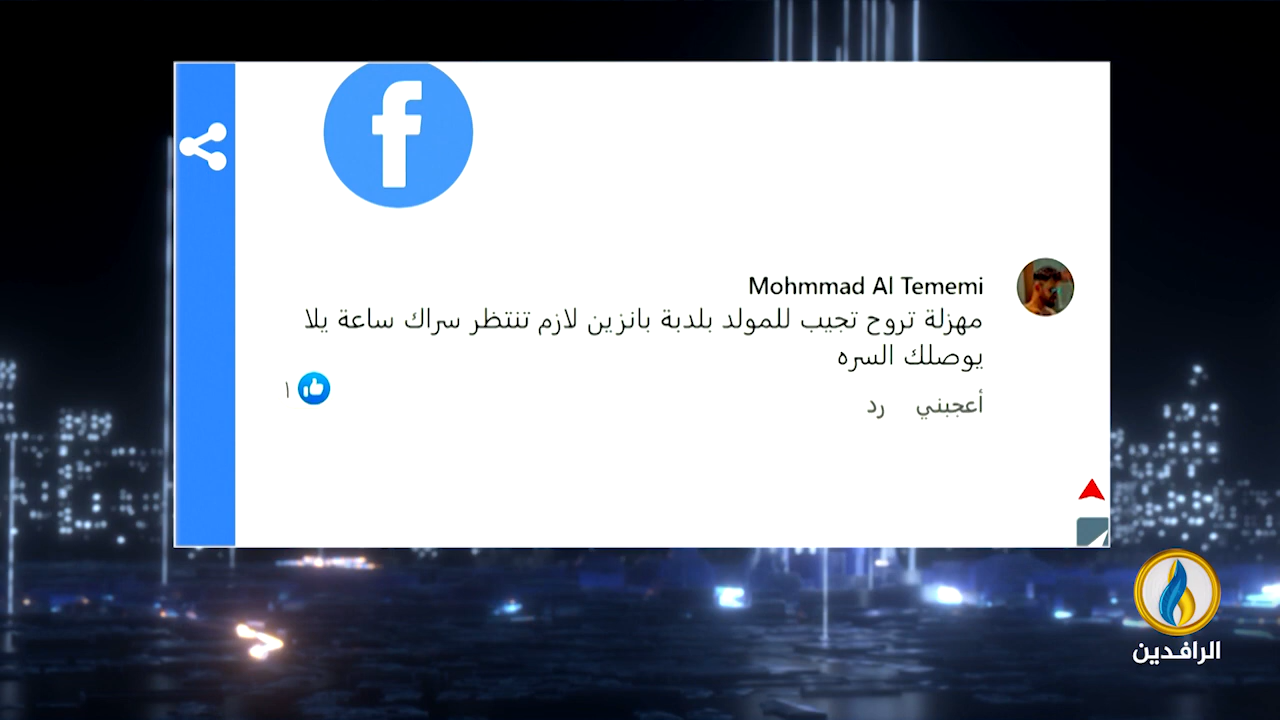 f
Mohmmad Al Tememi
مهزلة تروح تجيب للمولد بلدبة بانزين لازم تنتظر سراك ساعة يلا
يوصلك السره
أعجبني رد
١
الرافدين